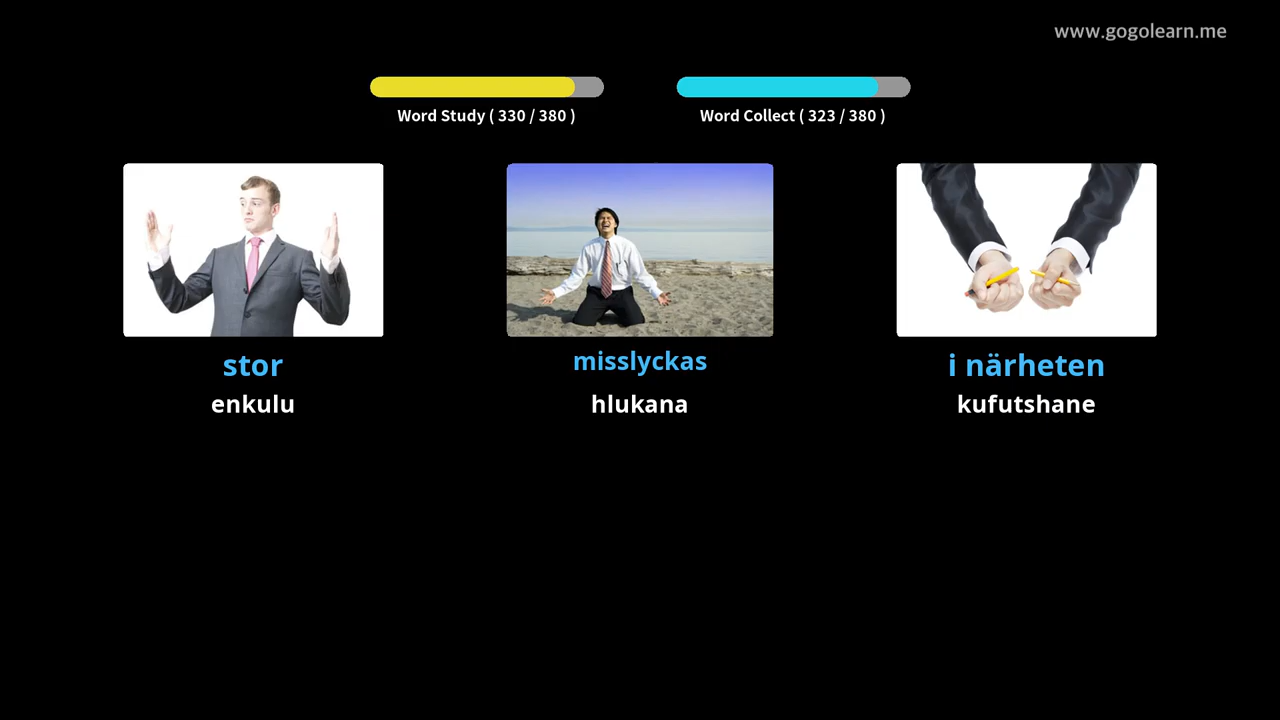 www.gogolearn.me
Word Study ( 330 / 380 )
Word Collect ( 323 / 380 )
stor
misslyckas
i närheten
enkulu
hlukana
kufutshane